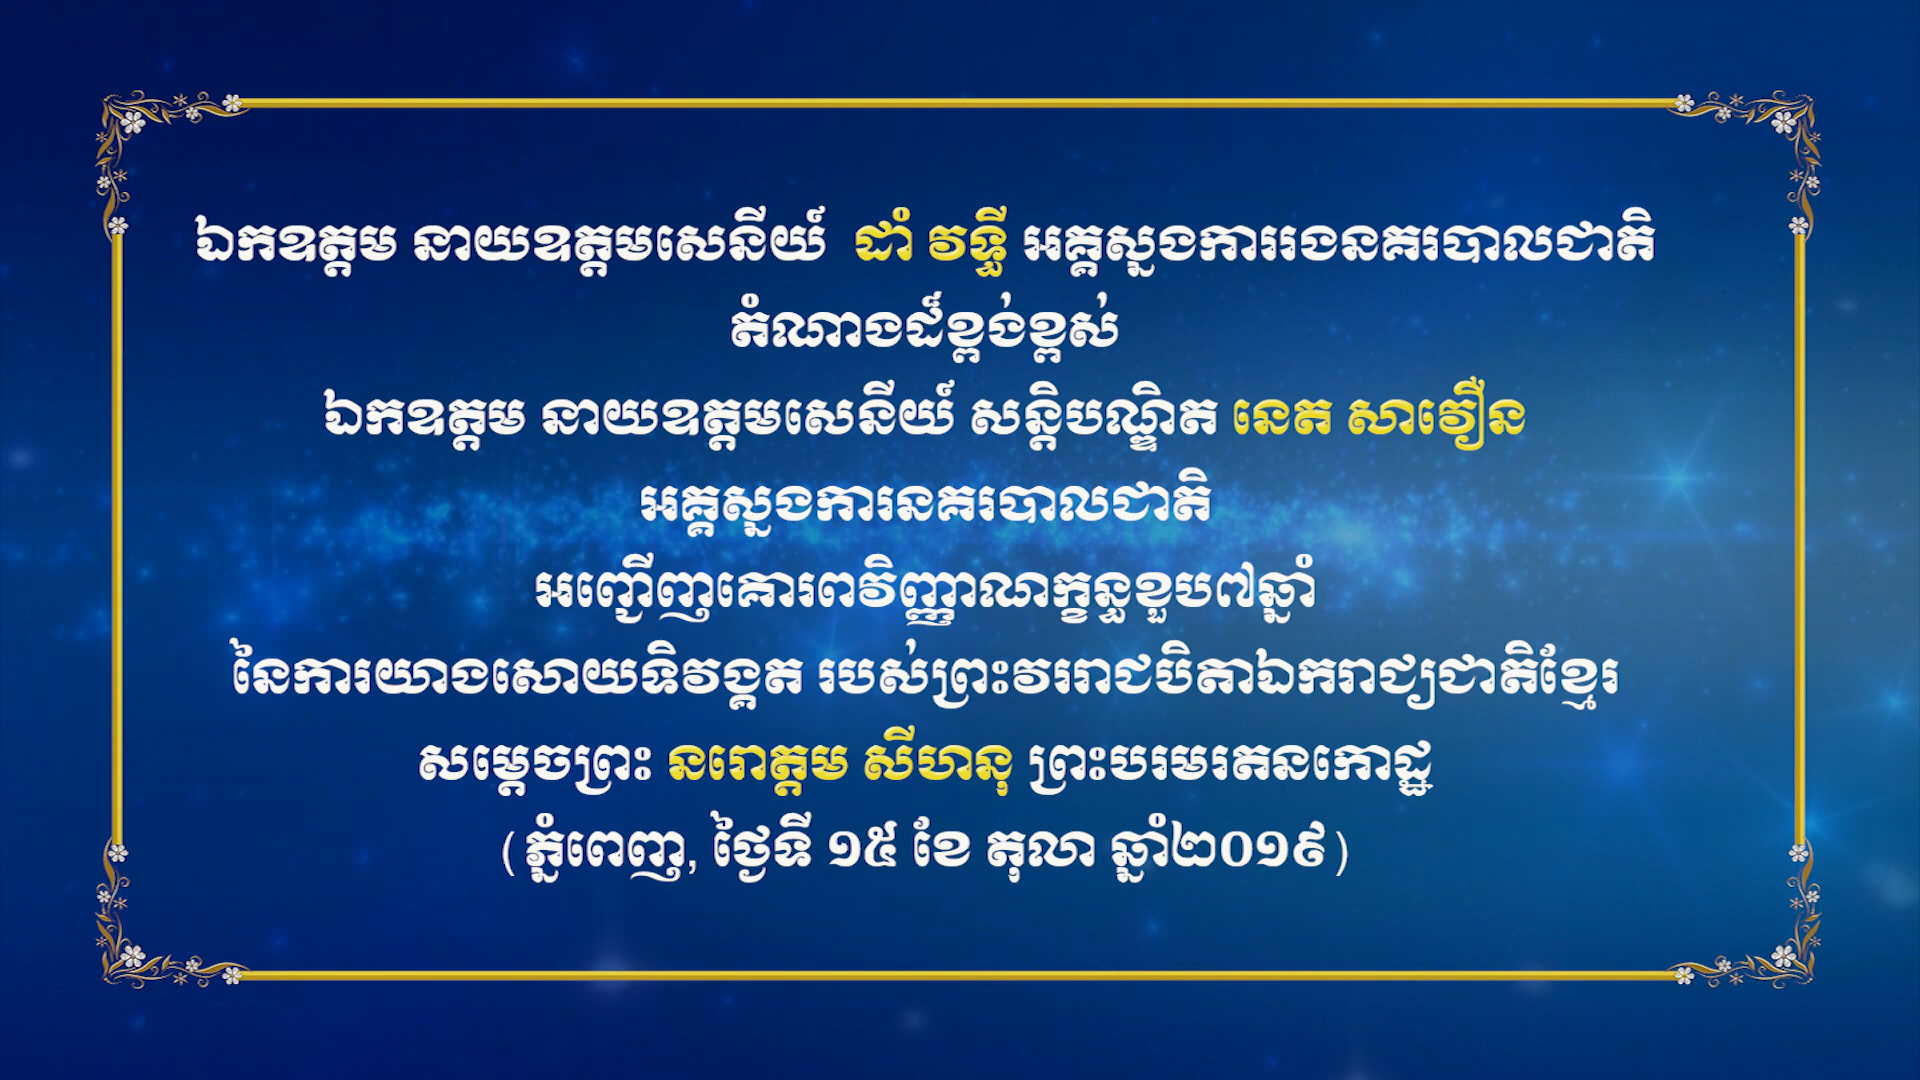 ឯកឧត្តម នាយឧត្តមសេនីយ៍ ដាំ វទ្ធី អគ្គស្នងការរងនគរបាលជាតិ
តំណាងដ៏ខ្ពង់ខ្ពស់
ឯកឧត្តម នាយឧត្តមសេនីយ៍ សន្តិបណ្ឌិត នេត សាវឿន
អគ្គស្នងការនគរបាលជាតិ
អញ្ជើញគោរពវិញ្ញាណក្ខន្ធខួប៧ឆ្នាំ
នៃការយាងសោយទិវង្គត របស់ព្រះវររាជបិតាឯករាជ្យជាតិខ្មែរ
សម្តេចព្រះ នរោត្តម សីហនុ ព្រះបរមរតនកោដ្ឋ
(ភ្នំពេញ, ថ្ងៃទី ១៥ ខែ តុលា ឆ្នាំ២០១៩)